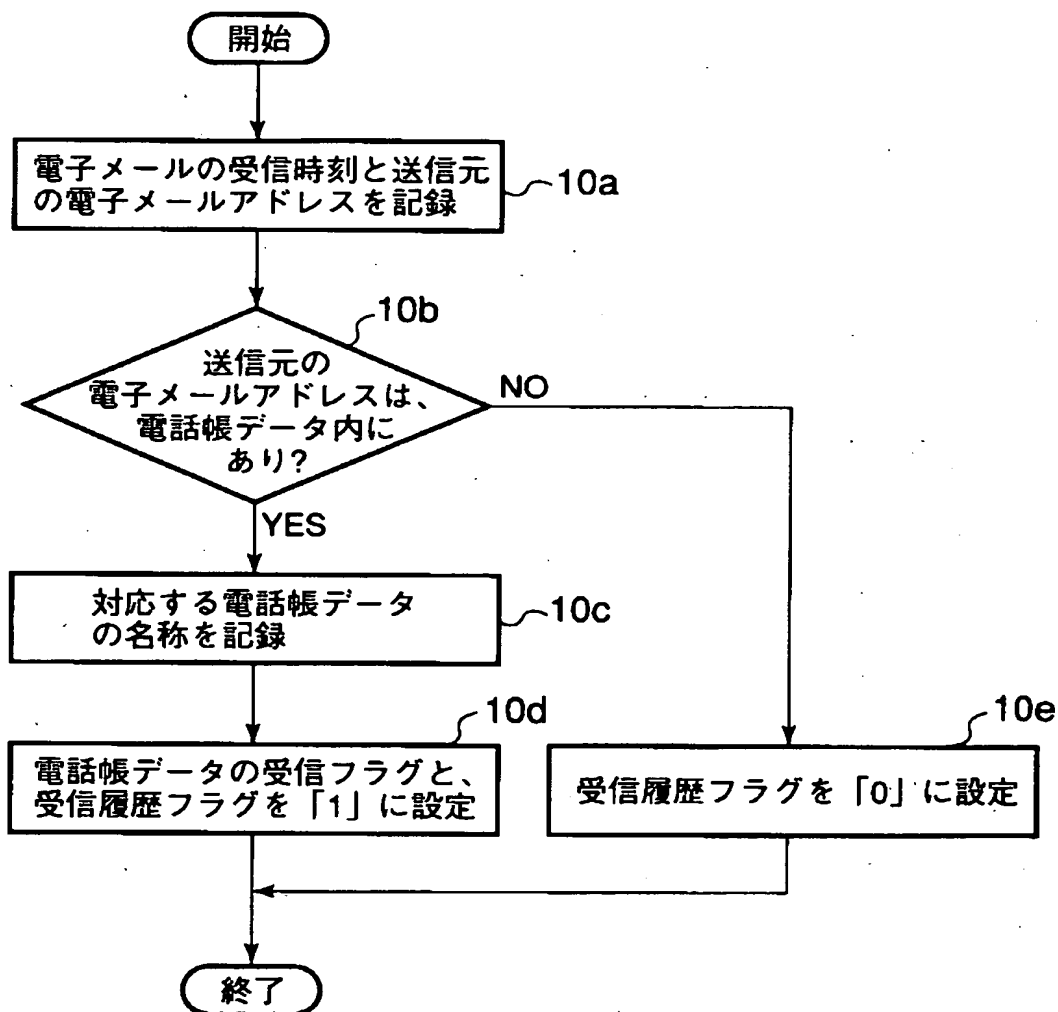 開始
電子メールの受信時刻と送信元
の電子メールアドレスを記録
10a
10b
送信元の
電子メールアドレスは、
電話帳データ内に
あり?
NO
YES
対応する電話帳データ
の名称を記録
10c
10d
電話帳データの受信フラグと、
受信履歴フラグを「1」に設定
10e
受信履歴フラグを「0」に設定
終了